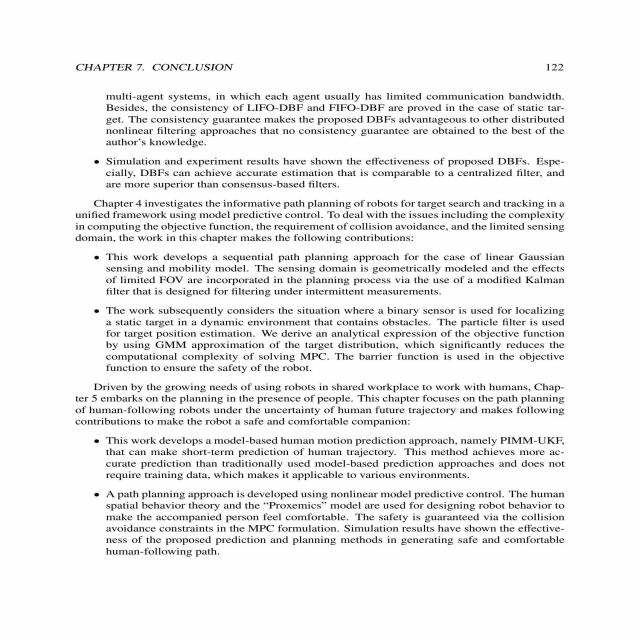 CHAPTER 7. CONCLUSION 122
multi-agent systems, in which each agent usually has limited communication bandwidth.
Besides, the consistency of LIFO-DBF and FIFO-DBF are proved in the case of static tar-
get. The consistency guarantee makes the proposed DBFs advantageous to other distributed
nonlinear filtering approaches that no consistency guarantee are obtained to the best of the
author's knowledge.
• Simulation and experiment results have shown the effectiveness of proposed DBFs. Espe-
cially, DBFs can achieve accurate estimation that is comparable to a centralized filter, and
are more superior than consensus-based filters.
Chapter 4 investigates the informative path planning of robots for target search and tracking in a
unified framework using model predictive control. To deal with the issues including the complexity
in computing the objective function, the requirement of collision avoidance, and the limited sensing
domain, the work in this chapter makes the following contributions:
• This work develops a sequential path planning approach for the case of linear Gaussian
sensing and mobility model. The sensing domain is geometrically modeled and the effects
of limited FOV are incorporated in the planning process via the use of a modified Kalman
filter that is designed for filtering under intermittent measurements.
• The work subsequently considers the situation where a binary sensor is used for localizing
a static target in a dynamic environment that contains obstacles. The particle filter is used
for target position estimation. We derive an analytical expression of the objective function
by using GMM approximation of the target distribution, which significantly reduces the
computational complexity of solving MPC. The barrier function is used in the objective
function to ensure the safety of the robot.
Driven by the growing needs of using robots in shared workplace to work with humans, Chap-
ter 5 embarks on the planning in the presence of people. This chapter focuses on the path planning
of human-following robots under the uncertainty of human future trajectory and makes following
contributions to make the robot a safe and comfortable companion:
• This work develops a model-based human motion prediction approach, namely PIMM-UKF,
that can make short-term prediction of human trajectory. This method achieves more ac-
curate prediction than traditionally used model-based prediction approaches and does not
require training data, which makes it applicable to various environments.
• A path planning approach is developed using nonlinear model predictive control. The human
spatial behavior theory and the “Proxemics” model are used for designing robot behavior to
make the accompanied person feel comfortable. The safety is guaranteed via the collision
avoidance constraints in the MPC formulation. Simulation results have shown the effective-
ness of the proposed prediction and planning methods in generating safe and comfortable
human-following path.